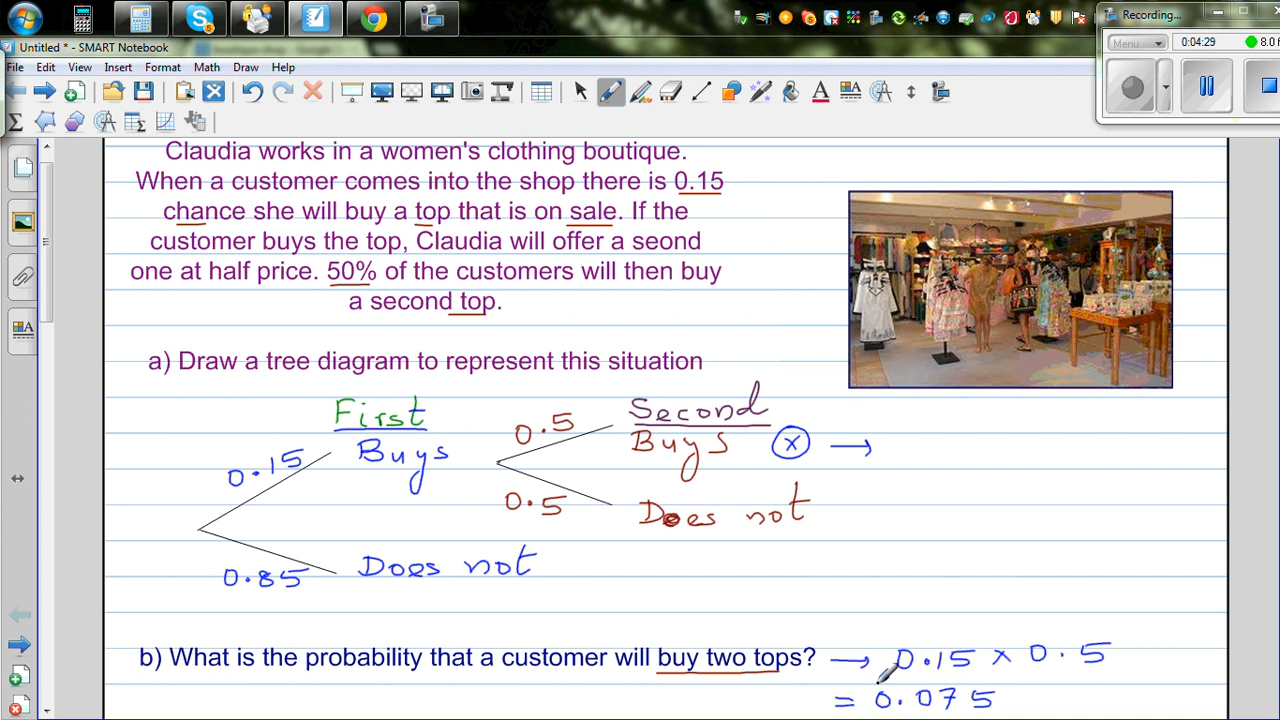 Recording...
Untitled * - SMART Notebook
Menu
0:04:29
8.0 f
File Edit View Insert Format Math Draw Help
Claudia works in a women's clothing boutique.
When a customer comes into the shop there is 0.15
chance she will buy a top that is on sale. If the
customer buys the top, Claudia will offer a seond
one at half price. 50% of the customers will then buy
a second top.
a) Draw a tree diagram to represent this situation
First
Second
0.5
Buys
Buys
x →
0.15
0.5
Does not
0.85
Does not
b) What is the probability that a customer will buy two tops? → 0.15 x 0.5
= 0.075